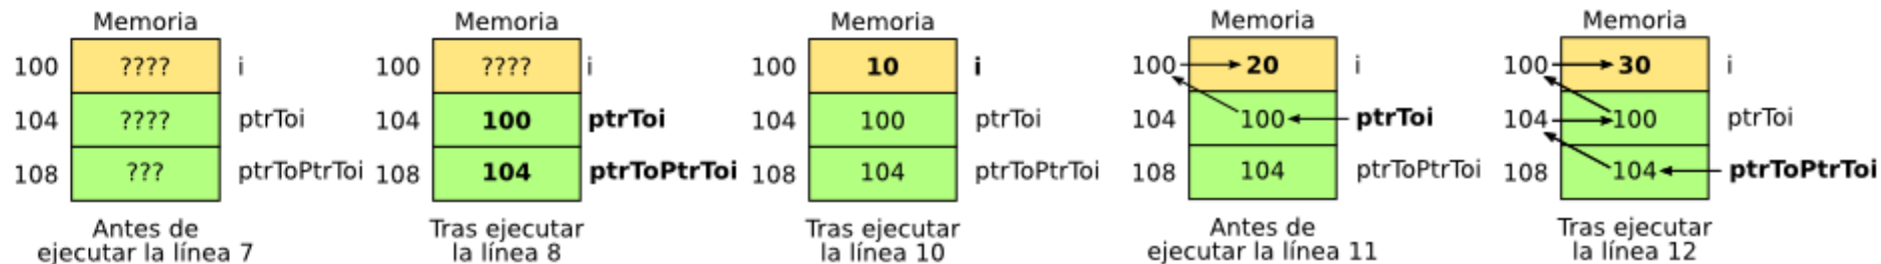 Memoria
100 ???? i
104 ???? ptrToi
108 ??? ptrToPtrToi
Antes de
ejecutar la línea 7
Memoria
100 ???? i
104 100 ptrToi
108 104 ptrToPtrToi
Tras ejecutar
la línea 8
Memoria
100 10 i
104 100 ptrToi
108 104 ptrToPtrToi
Tras ejecutar
la línea 10
Memoria
100 20 i
104 100 ptrToi
108 104 ptrToPtrToi
Antes de
ejecutar la línea 11
Memoria
100 30 i
104 100 ptrToi
108 104 ptrToPtrToi
Tras ejecutar
la línea 12